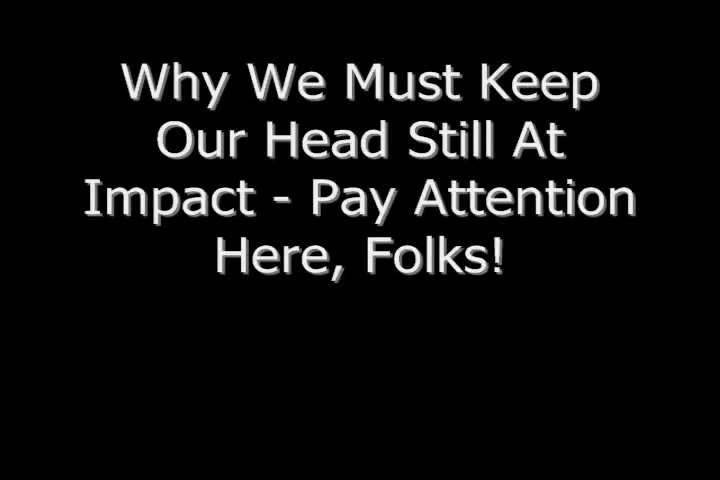 Why We Must Keep
Our Head Still At
Impact - Pay Attention
Here, Folks!